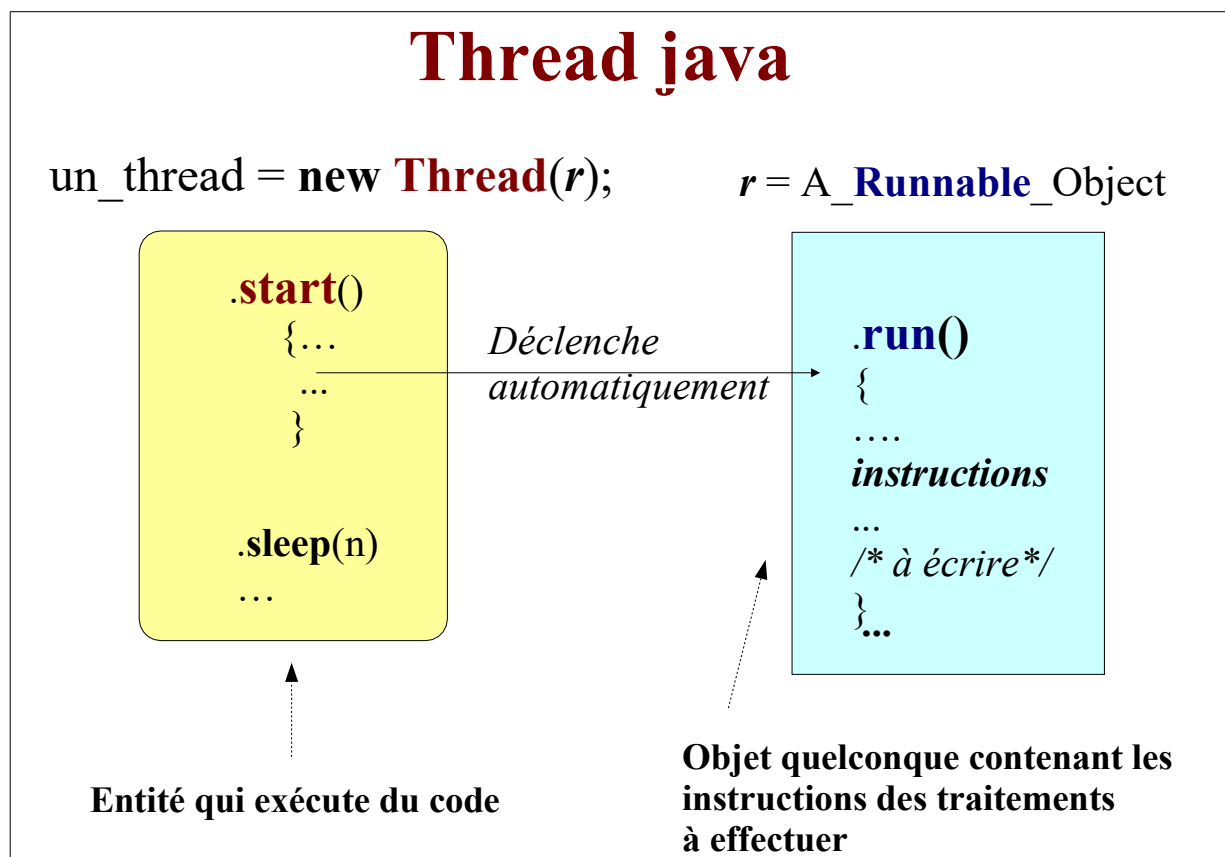 Thread java
un_thread = new Thread(r);
r = A_Runnable_Object
.start()
{…
...
}
.sleep(n)
…
Déclenche
automatiquement
.run()
{
….
instructions
...
/* à écrire*/
}...
Entité qui exécute du code
Objet quelconque contenant les
instructions des traitements
à effectuer